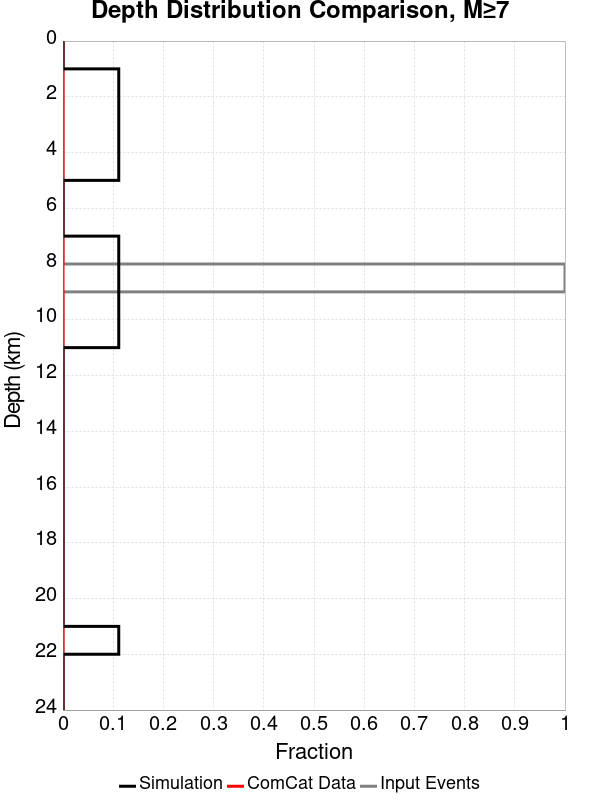 Depth Distribution Comparison, M≥7
0
2
4
6
8
10
12
14
16
18
20
22
24
Depth (km)
0 0.1 0.2 0.3 0.4 0.5 0.6 0.7 0.8 0.9 1
Fraction
Simulation ComCat Data Input Events